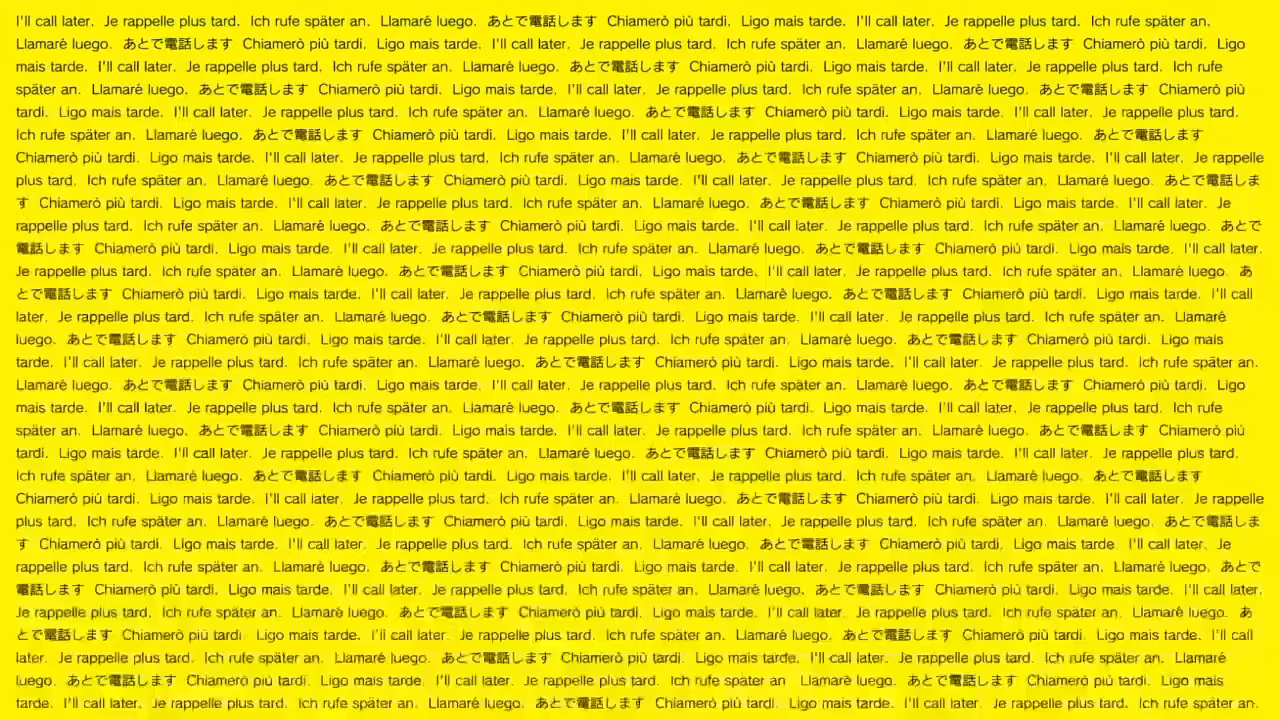 I'll call later. Je rappelle plus tard. Ich rufe später an. Llamaré luego. あとで電話します Chiamerò più tardi. Ligo mais tarde. I'll call later. Je rappelle plus tard. Ich rufe später an.
Llamaré luego. あとで電話します Chiamerò più tardi. Ligo mais tarde. I'll call later. Je rappelle plus tard. Ich rufe später an. Llamaré luego. あとで電話します Chiamerò più tardi. Ligo
mais tarde. I'll call later. Je rappelle plus tard. Ich rufe später an. Llamaré luego. あとで電話します Chiamerò più tardi. Ligo mais tarde. I'll call later. Je rappelle plus tard. Ich rufe
später an. Llamaré luego. あとで電話します Chiamerò più tardi. Ligo mais tarde. I'll call later. Je rappelle plus tard. Ich rufe später an. Llamaré luego. あとで電話します Chiamerò più
tardi. Ligo mais tarde. I'll call later. Je rappelle plus tard. Ich rufe später an. Llamaré luego. あとで電話します Chiamerò più tardi. Ligo mais tarde. I'll call later. Je rappelle plus tard.
Ich rufe später an. Llamaré luego. あとで電話します Chiamerò più tardi. Ligo mais tarde. I'll call later. Je rappelle plus tard. Ich rufe später an. Llamaré luego. あとで電話します
Chiamerò più tardi. Ligo mais tarde. I'll call later. Je rappelle plus tard. Ich rufe später an. Llamaré luego. あとで電話します Chiamerò più tardi. Ligo mais tarde. I'll call later. Je rappelle
plus tard. Ich rufe später an. Llamaré luego. あとで電話します Chiamerò più tardi. Ligo mais tarde. I'll call later. Je rappelle plus tard. Ich rufe später an. Llamaré luego. あとで電話しま
す Chiamerò più tardi. Ligo mais tarde. I'll call later. Je rappelle plus tard. Ich rufe später an. Llamaré luego. あとで電話します Chiamerò più tardi. Ligo mais tarde. I'll call later. Je
rappelle plus tard. Ich rufe später an. Llamaré luego. あとで電話します Chiamerò più tardi. Ligo mais tarde. I'll call later. Je rappelle plus tard. Ich rufe später an. Llamaré luego. あとで
電話します Chiamerò più tardi. Ligo mais tarde. I'll call later. Je rappelle plus tard. Ich rufe später an. Llamaré luego. あとで電話します Chiamerò più tardi. Ligo mais tarde. I'll call later.
Je rappelle plus tard. Ich rufe später an. Llamaré luego. あとで電話します Chiamerò più tardi. Ligo mais tarde. I'll call later. Je rappelle plus tard. Ich rufe später an. Llamaré luego. あ
とで電話します Chiamerò più tardi. Ligo mais tarde. I'll call later. Je rappelle plus tard. Ich rufe später an. Llamaré luego. あとで電話します Chiamerò più tardi. Ligo mais tarde. I'll call
later. Je rappelle plus tard. Ich rufe später an. Llamaré luego. あとで電話します Chiamerò più tardi. Ligo mais tarde. I'll call later. Je rappelle plus tard. Ich rufe später an. Llamaré
luego. あとで電話します Chiamerò più tardi. Ligo mais tarde. I'll call later. Je rappelle plus tard. Ich rufe später an. Llamaré luego. あとで電話します Chiamerò più tardi. Ligo mais
tarde. I'll call later. Je rappelle plus tard. Ich rufe später an. Llamaré luego. あとで電話します Chiamerò più tardi. Ligo mais tarde. I'll call later. Je rappelle plus tard. Ich rufe später an.
Llamaré luego. あとで電話します Chiamerò più tardi. Ligo mais tarde. I'll call later. Je rappelle plus tard. Ich rufe später an. Llamaré luego. あとで電話します Chiamerò più tardi. Ligo
mais tarde. I'll call later. Je rappelle plus tard. Ich rufe später an. Llamaré luego. あとで電話します Chiamerò più tardi. Ligo mais tarde. I'll call later. Je rappelle plus tard. Ich rufe
später an. Llamaré luego. あとで電話します Chiamerò più tardi. Ligo mais tarde. I'll call later. Je rappelle plus tard. Ich rufe später an. Llamaré luego. あとで電話します Chiamerò più
tardi. Ligo mais tarde. I'll call later. Je rappelle plus tard. Ich rufe später an. Llamaré luego. あとで電話します Chiamerò più tardi. Ligo mais tarde. I'll call later. Je rappelle plus tard.
Ich rufe später an. Llamaré luego. あとで電話します Chiamerò più tardi. Ligo mais tarde. I'll call later. Je rappelle plus tard. Ich rufe später an. Llamaré luego. あとで電話します
Chiamerò più tardi. Ligo mais tarde. I'll call later. Je rappelle plus tard. Ich rufe später an. Llamaré luego. あとで電話します Chiamerò più tardi. Ligo mais tarde. I'll call later. Je rappelle
plus tard. Ich rufe später an. Llamaré luego. あとで電話します Chiamerò più tardi. Ligo mais tarde. I'll call later. Je rappelle plus tard. Ich rufe später an. Llamaré luego. あとで電話しま
す Chiamerò più tardi. Ligo mais tarde. I'll call later. Je rappelle plus tard. Ich rufe später an. Llamaré luego. あとで電話します Chiamerò più tardi. Ligo mais tarde. I'll call later. Je
rappelle plus tard. Ich rufe später an. Llamaré luego. あとで電話します Chiamerò più tardi. Ligo mais tarde. I'll call later. Je rappelle plus tard. Ich rufe später an. Llamaré luego. あとで
電話します Chiamerò più tardi. Ligo mais tarde. I'll call later. Je rappelle plus tard. Ich rufe später an. Llamaré luego. あとで電話します Chiamerò più tardi. Ligo mais tarde. I'll call later.
Je rappelle plus tard. Ich rufe später an. Llamaré luego. あとで電話します Chiamerò più tardi. Ligo mais tarde. I'll call later. Je rappelle plus tard. Ich rufe später an. Llamaré luego. あ
とで電話します Chiamerò più tardi. Ligo mais tarde. I'll call later. Je rappelle plus tard. Ich rufe später an. Llamaré luego. あとで電話します Chiamerò più tardi. Ligo mais tarde. I'll call
later. Je rappelle plus tard. Ich rufe später an. Llamaré luego. あとで電話します Chiamerò più tardi. Ligo mais tarde. I'll call later. Je rappelle plus tard. Ich rufe später an. Llamaré
luego. あとで電話します Chiamerò più tardi. Ligo mais tarde. I'll call later. Je rappelle plus tard. Ich rufe später an. Llamaré luego. あとで電話します Chiamerò più tardi. Ligo mais
tarde. I'll call later. Je rappelle plus tard. Ich rufe später an. Llamaré luego. あとで電話します Chiamerò più tardi. Ligo mais tarde. I'll call later. Je rappelle plus tard. Ich rufe später an.